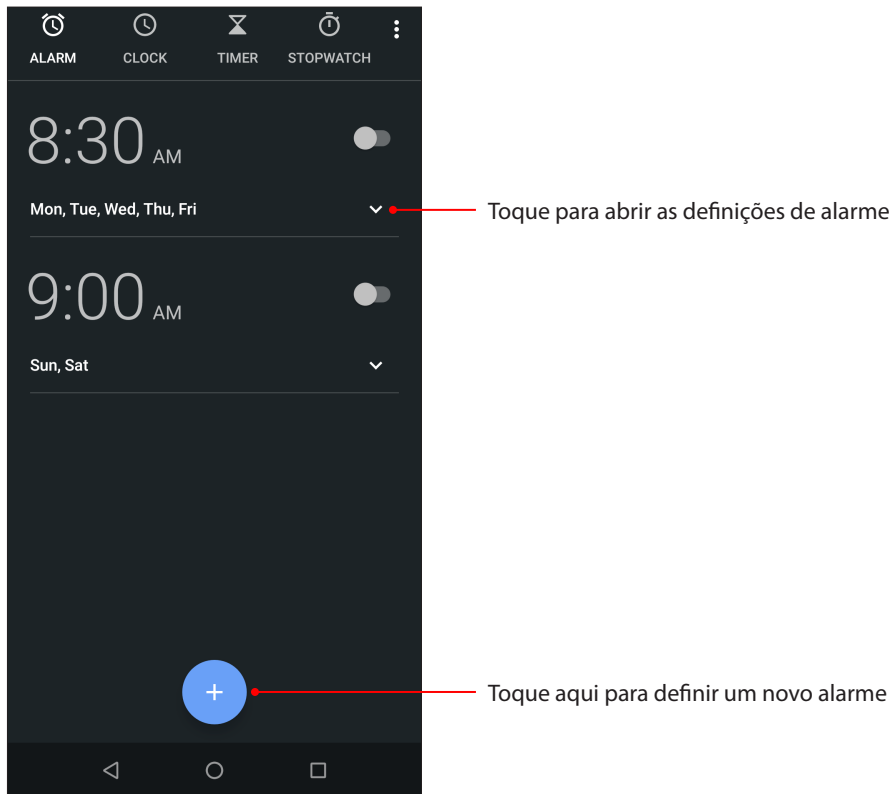 ALARM CLOCK TIMER STOPWATCH
8:30 AM
Mon, Tue, Wed, Thu, Fri
Toque para abrir as definições de alarme
9:00 AM
Sun, Sat
Toque aqui para definir um novo alarme